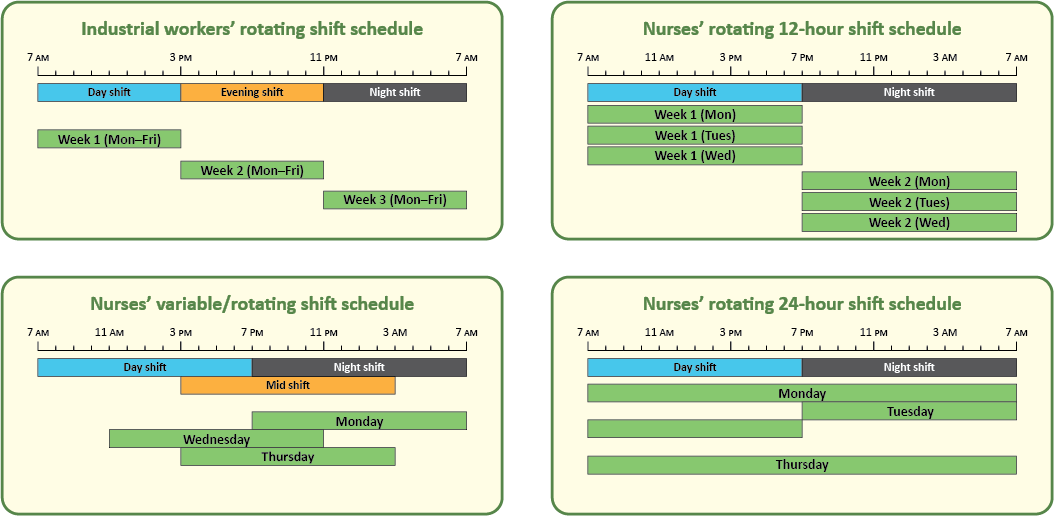 Industrial workers’ rotating shift schedule
7 AM 3 PM 11 PM 7 AM
Day shift Evening shift Night shift
Week 1 (Mon–Fri)
Week 2 (Mon–Fri)
Week 3 (Mon–Fri)
Nurses’ rotating 12-hour shift schedule
7 AM 11 AM 3 PM 7 PM 11 PM 3 AM 7 AM
Day shift Night shift
Week 1 (Mon)
Week 1 (Tues)
Week 1 (Wed)
Week 2 (Mon)
Week 2 (Tues)
Week 2 (Wed)
Nurses’ variable/rotating shift schedule
7 AM 11 AM 3 PM 7 PM 11 PM 3 AM 7 AM
Day shift Night shift
Mid shift
Monday
Wednesday
Thursday
Nurses’ rotating 24-hour shift schedule
7 AM 11 AM 3 PM 7 PM 11 PM 3 AM 7 AM
Day shift Night shift
Monday
Tuesday
Thursday